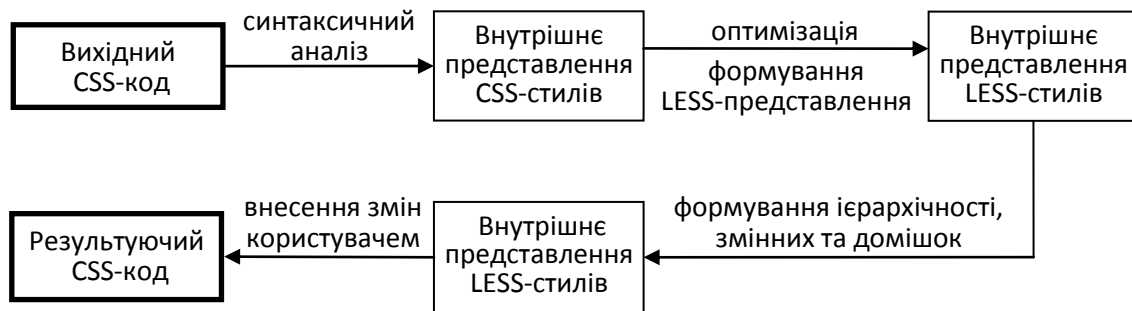 Вихідний
CSS-код
синтаксичний
аналіз
Внутрішнє
представлення
CSS-стилів
оптимізація
формування
LESS-представлення
Внутрішнє
представлення
LESS-стилів
формування ієрархічності,
змінних та домішок
Внутрішнє
представлення
LESS-стилів
внесення змін
користувачем
Результуючий
CSS-код